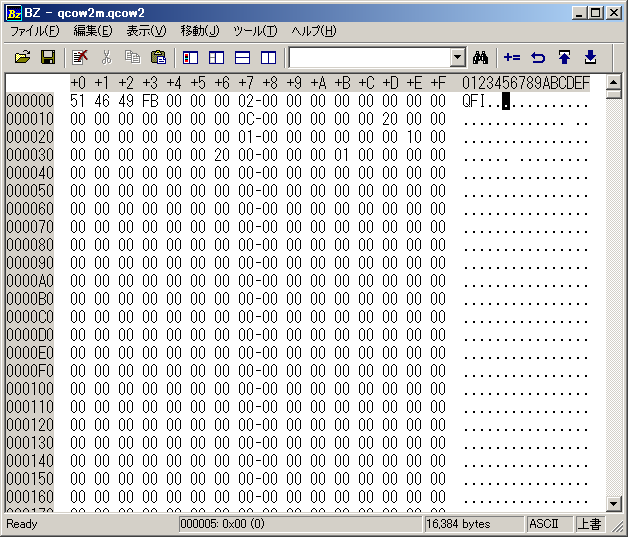 BZ - qcow2m.qcow2
ファイル(F) 編集(E) 表示(V) 移動(J) ツール(T) ヘルプ(H)
+0 +1 +2 +3 +4 +5 +6 +7 +8 +9 +A +B +C +D +E +F 0123456789ABCDEF
000000 51 46 49 FB 00 00 00 02-00 00 00 00 00 00 00 00 QFI.............
000010 00 00 00 00 00 00 00 0C-00 00 00 00 00 20 00 00 ............. ..
000020 00 00 00 00 00 00 00 01-00 00 00 00 00 00 10 00 ................
000030 00 00 00 00 00 00 20 00-00 00 00 01 00 00 00 00 ...... .........
000040 00 00 00 00 00 00 00 00-00 00 00 00 00 00 00 00 ................
000050 00 00 00 00 00 00 00 00-00 00 00 00 00 00 00 00 ................
000060 00 00 00 00 00 00 00 00-00 00 00 00 00 00 00 00 ................
000070 00 00 00 00 00 00 00 00-00 00 00 00 00 00 00 00 ................
000080 00 00 00 00 00 00 00 00-00 00 00 00 00 00 00 00 ................
000090 00 00 00 00 00 00 00 00-00 00 00 00 00 00 00 00 ................
0000A0 00 00 00 00 00 00 00 00-00 00 00 00 00 00 00 00 ................
0000B0 00 00 00 00 00 00 00 00-00 00 00 00 00 00 00 00 ................
0000C0 00 00 00 00 00 00 00 00-00 00 00 00 00 00 00 00 ................
0000D0 00 00 00 00 00 00 00 00-00 00 00 00 00 00 00 00 ................
0000E0 00 00 00 00 00 00 00 00-00 00 00 00 00 00 00 00 ................
0000F0 00 00 00 00 00 00 00 00-00 00 00 00 00 00 00 00 ................
000100 00 00 00 00 00 00 00 00-00 00 00 00 00 00 00 00 ................
000110 00 00 00 00 00 00 00 00-00 00 00 00 00 00 00 00 ................
000120 00 00 00 00 00 00 00 00-00 00 00 00 00 00 00 00 ................
000130 00 00 00 00 00 00 00 00-00 00 00 00 00 00 00 00 ................
000140 00 00 00 00 00 00 00 00-00 00 00 00 00 00 00 00 ................
000150 00 00 00 00 00 00 00 00-00 00 00 00 00 00 00 00 ................
000160 00 00 00 00 00 00 00 00-00 00 00 00 00 00 00 00 ................
Ready 000005: 0x00 (0) 16,384 bytes ASCII 上書